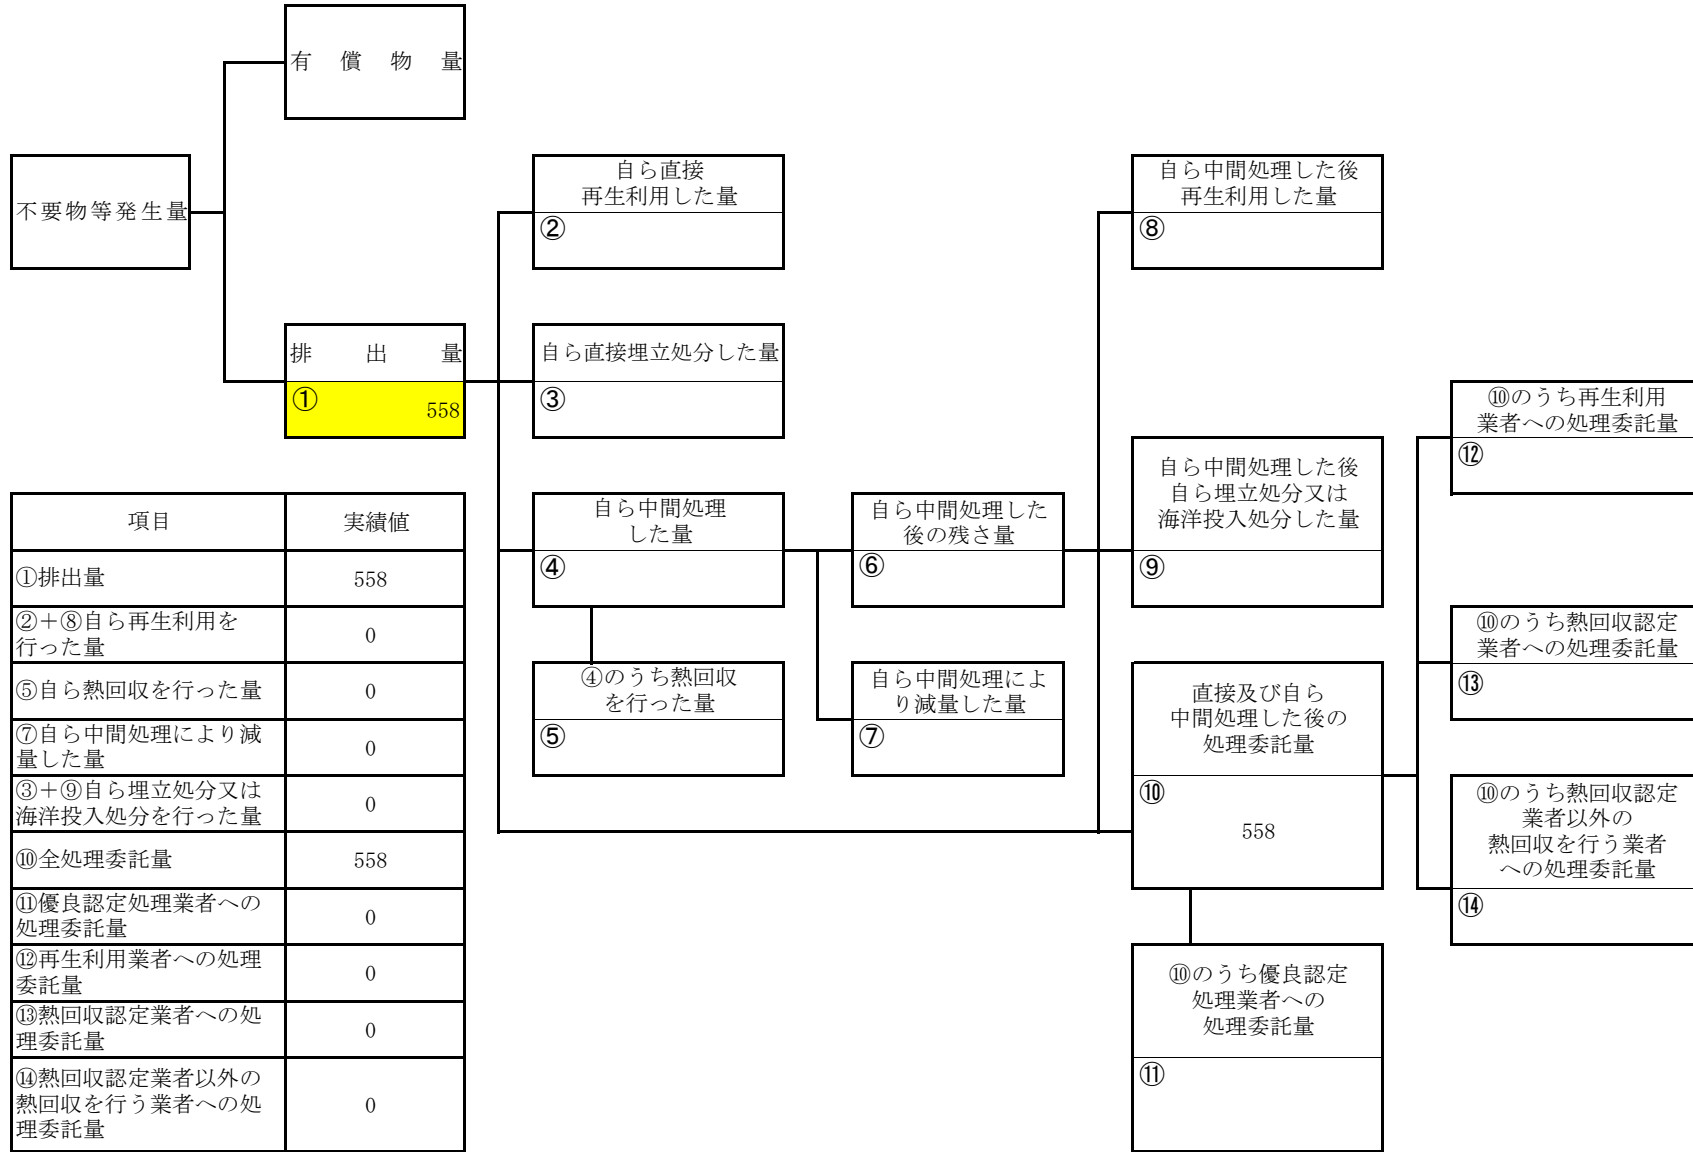 有償物量
不要物等発生量
排出量
①
558
自ら直接
再生利用した量
②
自ら直接埋立処分した量
③
自ら中間処理
した量
④
④のうち熱回収
を行った量
⑤
自ら中間処理した
後の残さ量
⑥
自ら中間処理によ
り減量した量
⑦
自ら中間処理した後
再生利用した量
⑧
自ら中間処理した後
自ら埋立処分又は
海洋投入処分した量
⑨
直接及び自ら
中間処理した後の
処理委託量
⑩
558
⑩のうち優良認定
処理業者への
処理委託量
⑪
⑩のうち再生利用
業者への処理委託量
⑫
⑩のうち熱回収認定
業者への処理委託量
⑬
⑩のうち熱回収認定
業者以外の
熱回収を行う業者
への処理委託量
⑭
項目 実績値
①排出量 558
②＋⑧自ら再生利用を
行った量 0
⑤自ら熱回収を行った量 0
⑦自ら中間処理により減
量した量 0
③＋⑨自ら埋立処分又は
海洋投入処分を行った量 0
⑩全処理委託量 558
⑪優良認定処理業者への
処理委託量 0
⑫再生利用業者への処理
委託量 0
⑬熱回収認定業者への処
理委託量 0
⑭熱回収認定業者以外の
熱回収を行う業者への処
理委託量 0